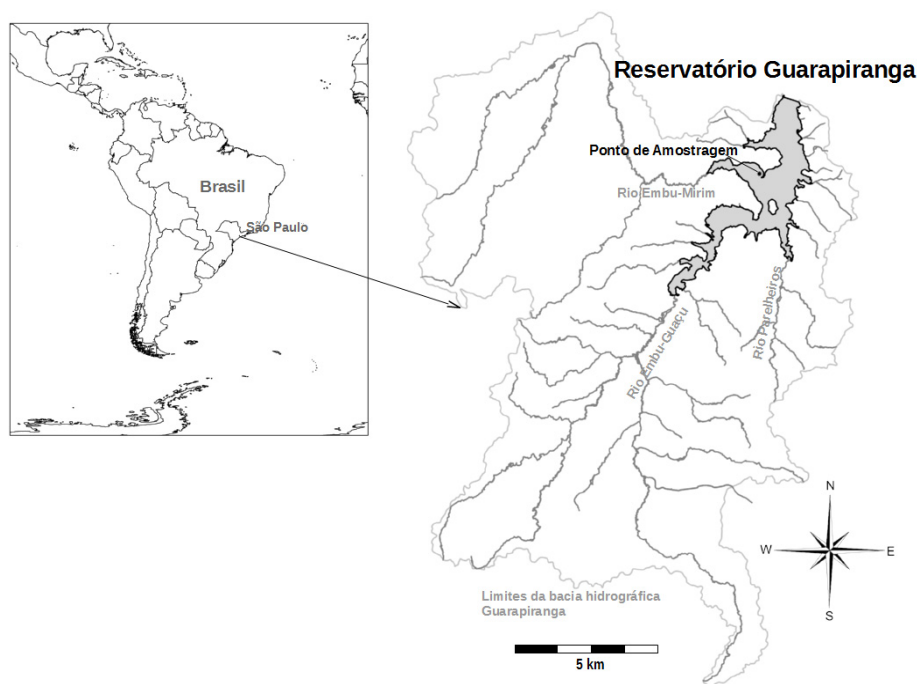 Reservatório Guarapiranga
Ponto de Amostragem
Brasil
São Paulo
Rio Embu-Mirim
Rio Parelheiros
Rio Embu-Guaçu
N
W
E
S
Limites da bacia hidrográfica
Guarapiranga
5 km